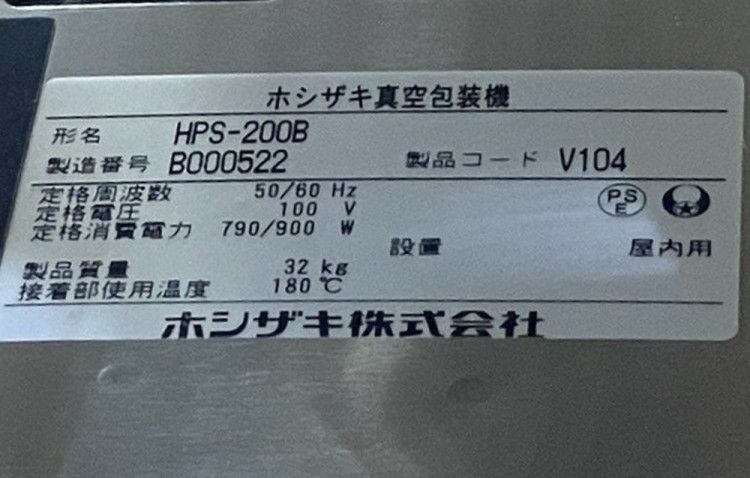 ホシザキ真空包装機
形名 HPS-200B
製造番号 B000522 製品コード V104
定格周波数 50/60 Hz
定格電圧 100 V
定格消費電力 790/900 W
PS
E
設置 屋内用
製品質量 32 kg
接着部使用温度 180℃
ホシザキ株式会社